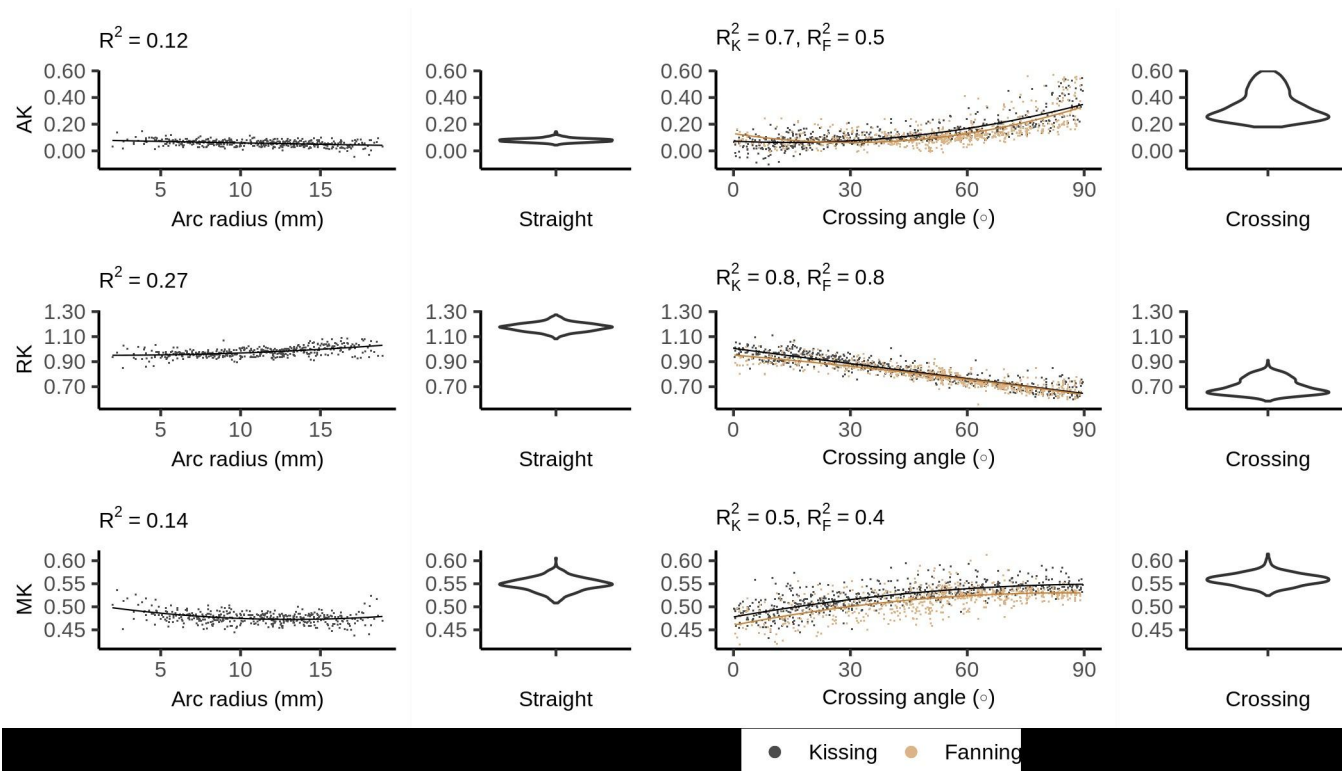 R² = 0.12
R²K = 0.7, R²F = 0.5
AK
0.60 0.60 0.60 0.60
0.40 0.40 0.40 0.40
0.20 0.20 0.20 0.20
0.00 0.00 0.00 0.00
5 10 15 0 30 60 90
Arc radius (mm) Straight Crossing angle (○) Crossing
R² = 0.27
R²K = 0.8, R²F = 0.8
RK
1.30 1.30 1.30 1.30
1.10 1.10 1.10 1.10
0.90 0.90 0.90 0.90
0.70 0.70 0.70 0.70
5 10 15 0 30 60 90
Arc radius (mm) Straight Crossing angle (○) Crossing
R² = 0.14
R²K = 0.5, R²F = 0.4
MK
0.60 0.60 0.60 0.60
0.55 0.55 0.55 0.55
0.50 0.50 0.50 0.50
0.45 0.45 0.45 0.45
5 10 15 0 30 60 90
Arc radius (mm) Straight Crossing angle (○) Crossing
Kissing Fanning